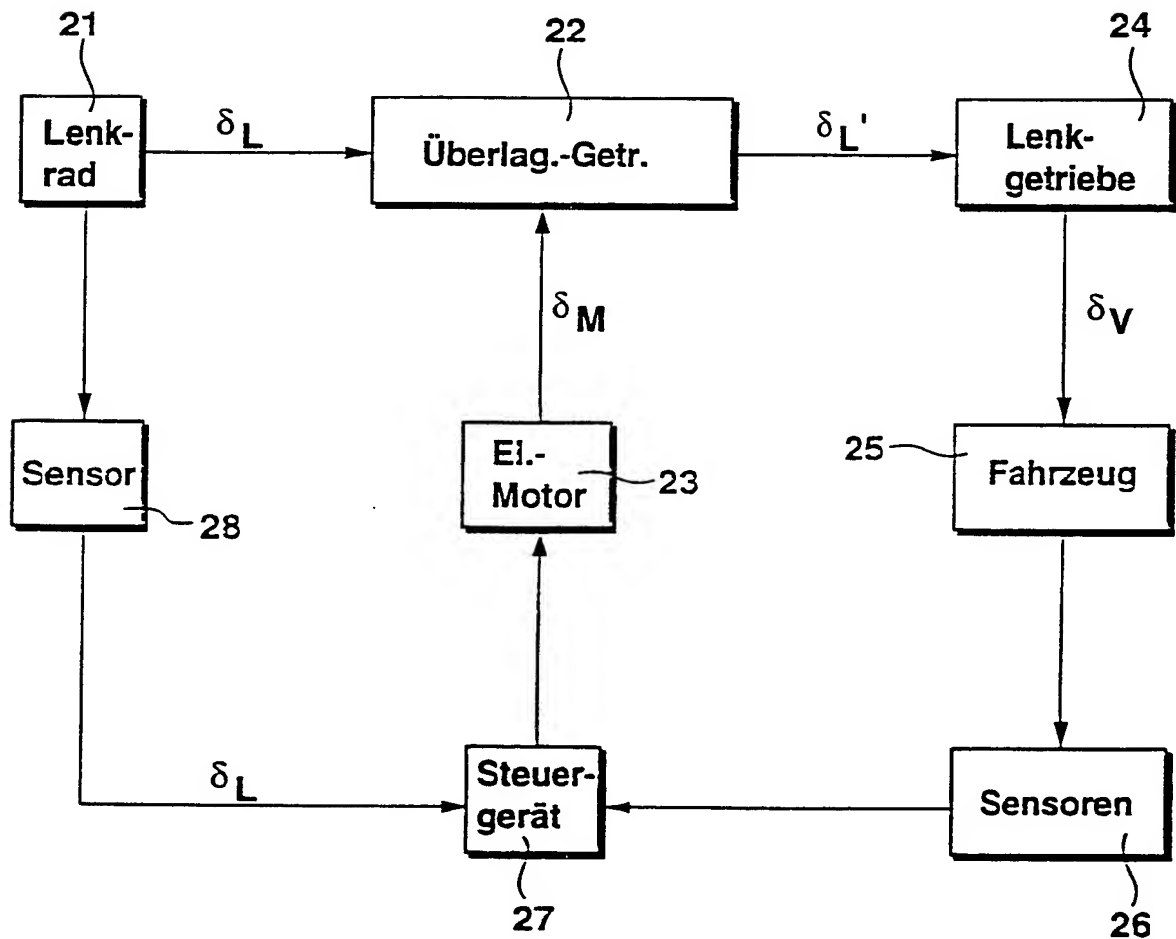 21
22
24
Lenk-
rad
δL
Überlag.-Getr.
δL'
Lenk-
getriebe
δM
δV
Sensor
28
El.-
Motor
23
25
Fahrzeug
δL
Steuer-
gerät
27
Sensoren
26